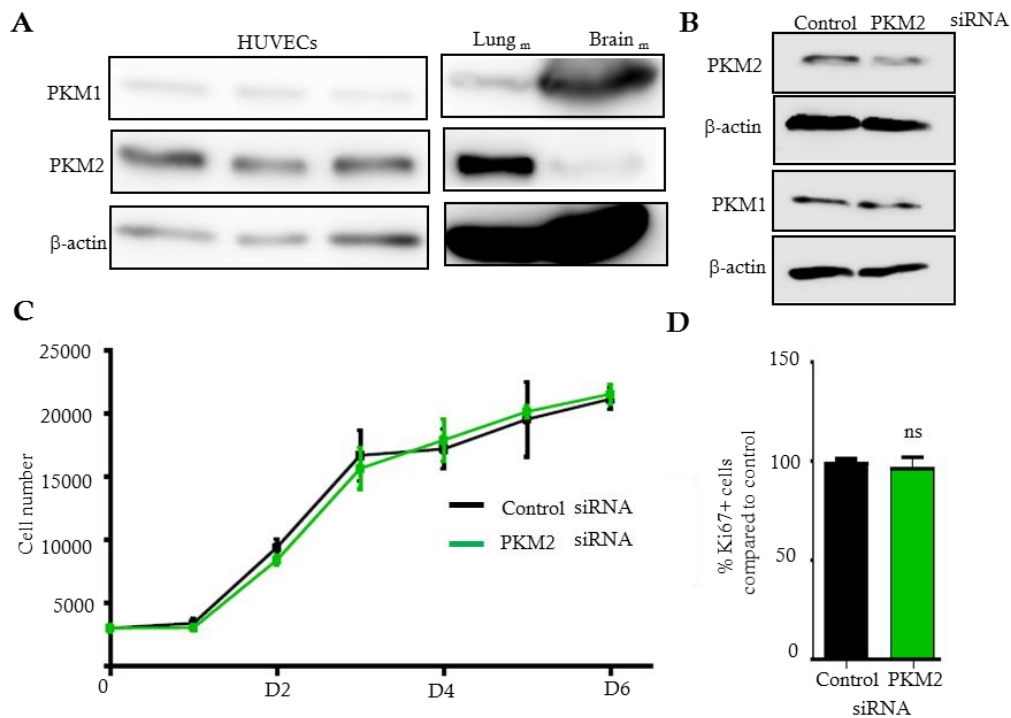 A
HUVECs
Lung m
Brain m
PKM1
PKM2
β-actin
B
Control PKM2 siRNA
PKM2
β-actin
PKM1
β-actin
C
25000
20000
15000
10000
5000
0
D2
D4
D6
Cell number
Control siRNA
PKM2 siRNA
D
150
100
50
0
% Ki67+ cells
compared to control
ns
Control PKM2
siRNA